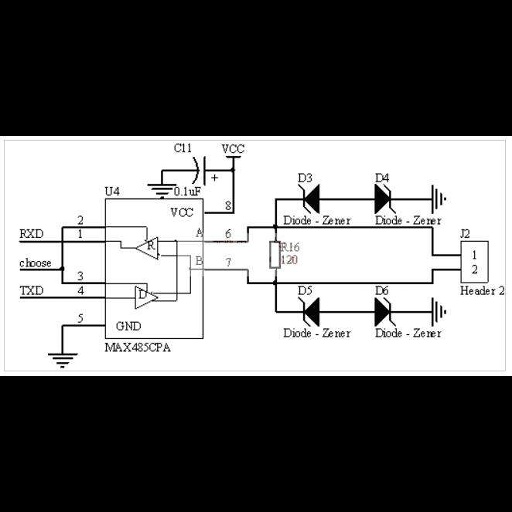 C11
VCC
D3
D4
U4
0.1uF
+
VCC
8
Diode - Zener
Diode - Zener
2
RXD
1
R
A
6
J2
R16
120
1
2
choose
B
7
3
TXD
4
D
D5
D6
Header 2
5
GND
Diode - Zener
Diode - Zener
MAX485CPA